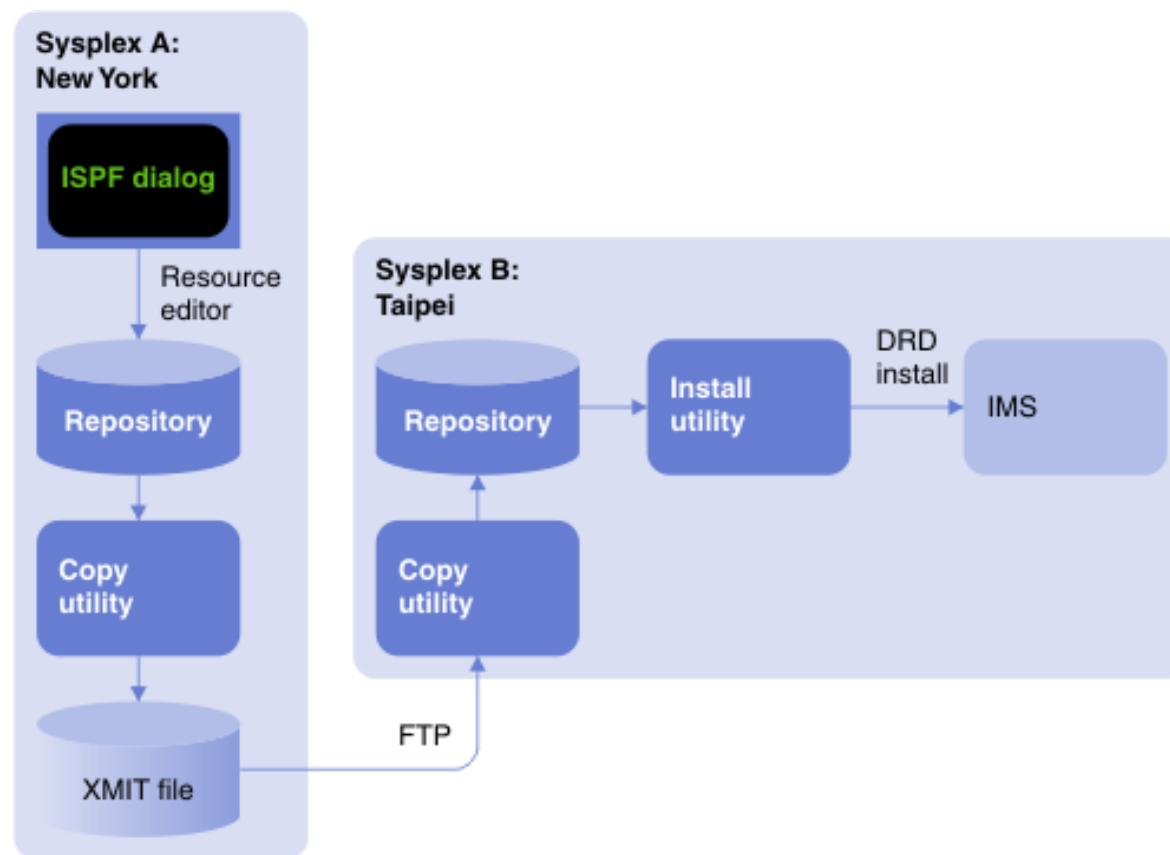 Sysplex A:
New York
ISPF dialog
Resource
editor
Repository
Copy
utility
XMIT file
FTP
Sysplex B:
Taipei
Repository
Copy
utility
Install
utility
DRD
install
IMS